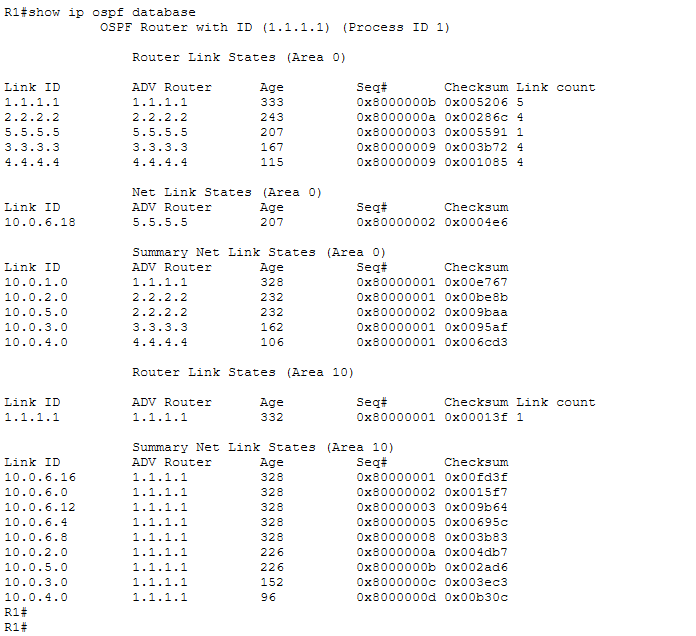 R1#show ip ospf database
OSPF Router with ID (1.1.1.1) (Process ID 1)
Router Link States (Area 0)
Link ID ADV Router Age Seq# Checksum Link count
1.1.1.1 1.1.1.1 333 0x8000000b 0x005206 5
2.2.2.2 2.2.2.2 243 0x8000000a 0x00286c 4
5.5.5.5 5.5.5.5 207 0x80000003 0x005591 1
3.3.3.3 3.3.3.3 167 0x80000009 0x003b72 4
4.4.4.4 4.4.4.4 115 0x80000009 0x001085 4
Net Link States (Area 0)
Link ID ADV Router Age Seq# Checksum
10.0.6.18 5.5.5.5 207 0x80000002 0x0004e6
Summary Net Link States (Area 0)
Link ID ADV Router Age Seq# Checksum
10.0.1.0 1.1.1.1 328 0x80000001 0x00e767
10.0.2.0 2.2.2.2 232 0x80000001 0x00be8b
10.0.5.0 2.2.2.2 232 0x80000002 0x009baa
10.0.3.0 3.3.3.3 162 0x80000001 0x0095af
10.0.4.0 4.4.4.4 106 0x80000001 0x006cd3
Router Link States (Area 10)
Link ID ADV Router Age Seq# Checksum Link count
1.1.1.1 1.1.1.1 332 0x80000001 0x00013f 1
Summary Net Link States (Area 10)
Link ID ADV Router Age Seq# Checksum
10.0.6.16 1.1.1.1 328 0x80000001 0x00fd3f
10.0.6.0 1.1.1.1 328 0x80000002 0x0015f7
10.0.6.12 1.1.1.1 328 0x80000003 0x009b64
10.0.6.4 1.1.1.1 328 0x80000005 0x00695c
10.0.6.8 1.1.1.1 328 0x80000008 0x003b83
10.0.2.0 1.1.1.1 226 0x8000000a 0x004db7
10.0.5.0 1.1.1.1 226 0x8000000b 0x002ad6
10.0.3.0 1.1.1.1 152 0x8000000c 0x003ec3
10.0.4.0 1.1.1.1 96 0x8000000d 0x00b30c
R1#
R1#